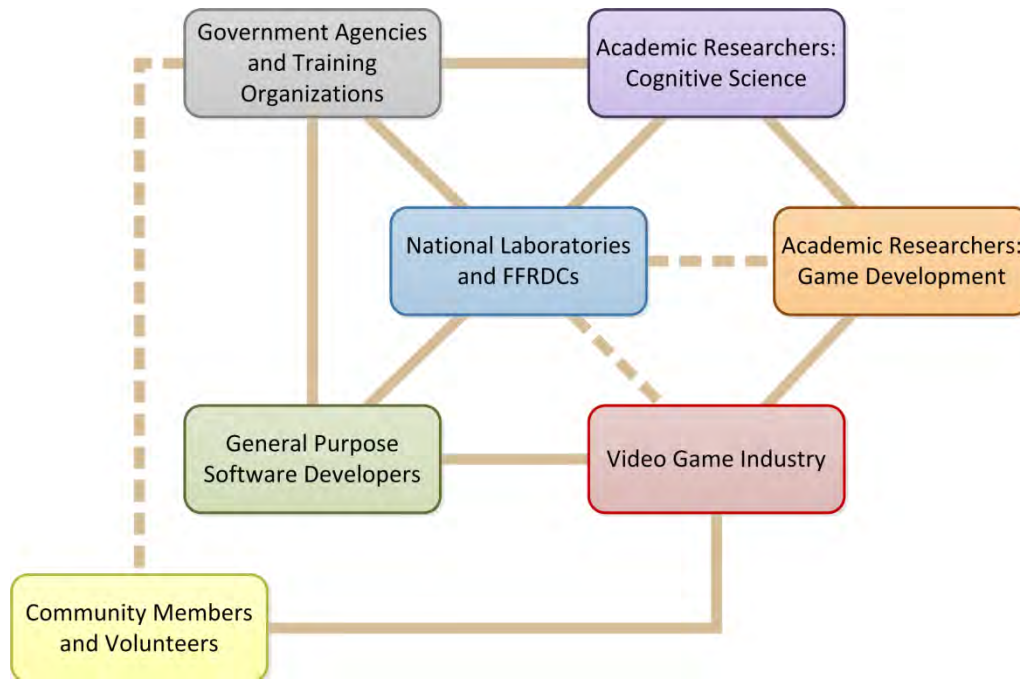 Government Agencies
and Training
Organizations
Academic Researchers:
Cognitive Science
National Laboratories
and FFRDCs
Academic Researchers:
Game Development
General Purpose
Software Developers
Video Game Industry
Community Members
and Volunteers